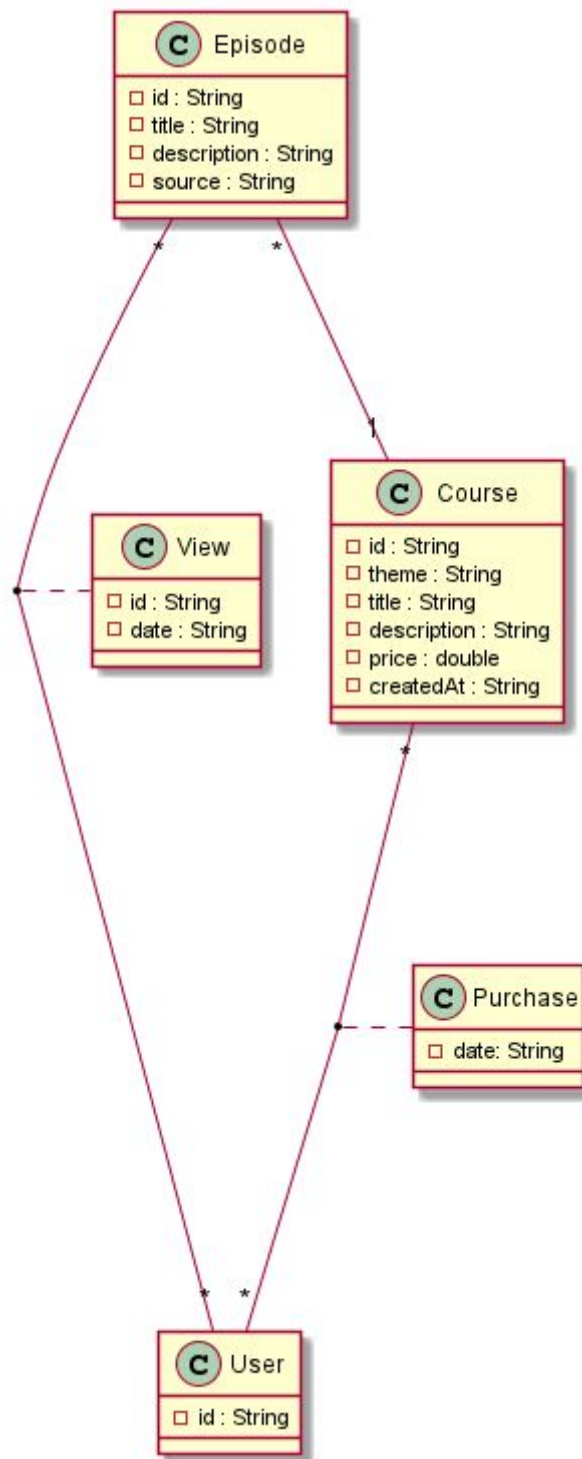 C Episode
id : String
title : String
description : String
source : String
* *
1
C View
id : String
date : String
C Course
id : String
theme : String
title : String
description : String
price : double
createdAt : String
*
C Purchase
date: String
* *
C User
id : String